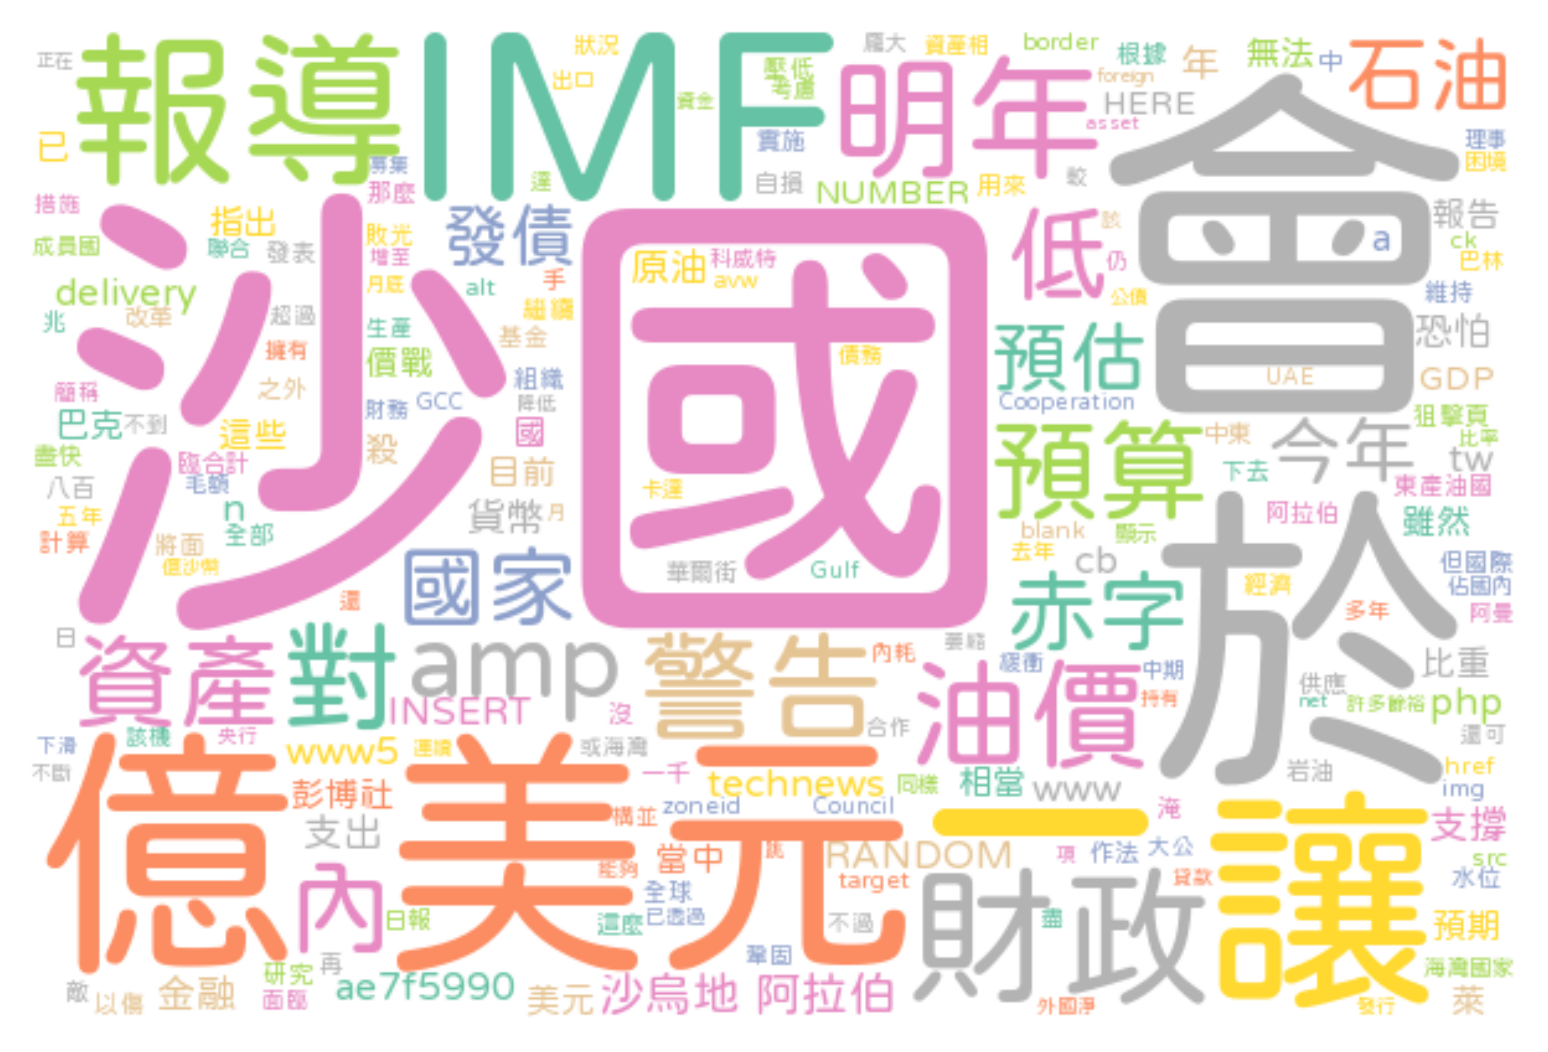 正在
報導
IMF
狀況
出口
壓低
考慮
資金
龐大
資產相
border
根據
foreign
年
無法
中
石油
明年
HERE
asset
已
募集
那麼
達
實施
自損
NUMBER
用來
較
會
理事
困境
措施
指出
成員國
聯合
發表
敗光
增至
發債
原油
科威特
avw
低
該
仍
a
報告
ck
巴林
delivery
月底
alt
手
繼續
公債
維持
兆
改革
超過
生產
沙國
基金
債務
預估
恐怕
擁有
價戰
簡稱
之外
組織
UAE
GDP
財務
GCC
降低
Cooperation
巴克
不到
這些
國
預算
中東
今年
狙擊頁
比率
盡快
臨合計
毛額
殺
目前
卡達
下去
tw
八百
n
東產油國
五年
全部
貨幣
月
於
阿拉伯
雖然
計算
將面
blank
顯示
去年
cb
但國際
億沙幣
國家
華爾街
Gulf
赤字
經濟
佔國內
還
多年
阿曼
日
資產
對
amp
警告
內耗
萎縮
緩衝
中期
比重
INSERT
沒
合作
油價
持有
供應
net
許多餘裕
php
下滑
該機
央行
www5
連續
或海灣
還可
不斷
億美元
一千
technews
同樣
相當
www
岩油
href
img
彭博社
支出
構並
zoneid
Council
一
淹
讓
支撐
能夠
當中
RANDOM
項
作法
大公
src
target
貸款
水位
內
日報
全球
這麼
已透過
不過
財政
盡
預期
敵
以傷
金融
研究
面臨
再
ae7f5990
美元
鞏固
沙烏地 阿拉伯
外國淨
發行
海灣國家
萊